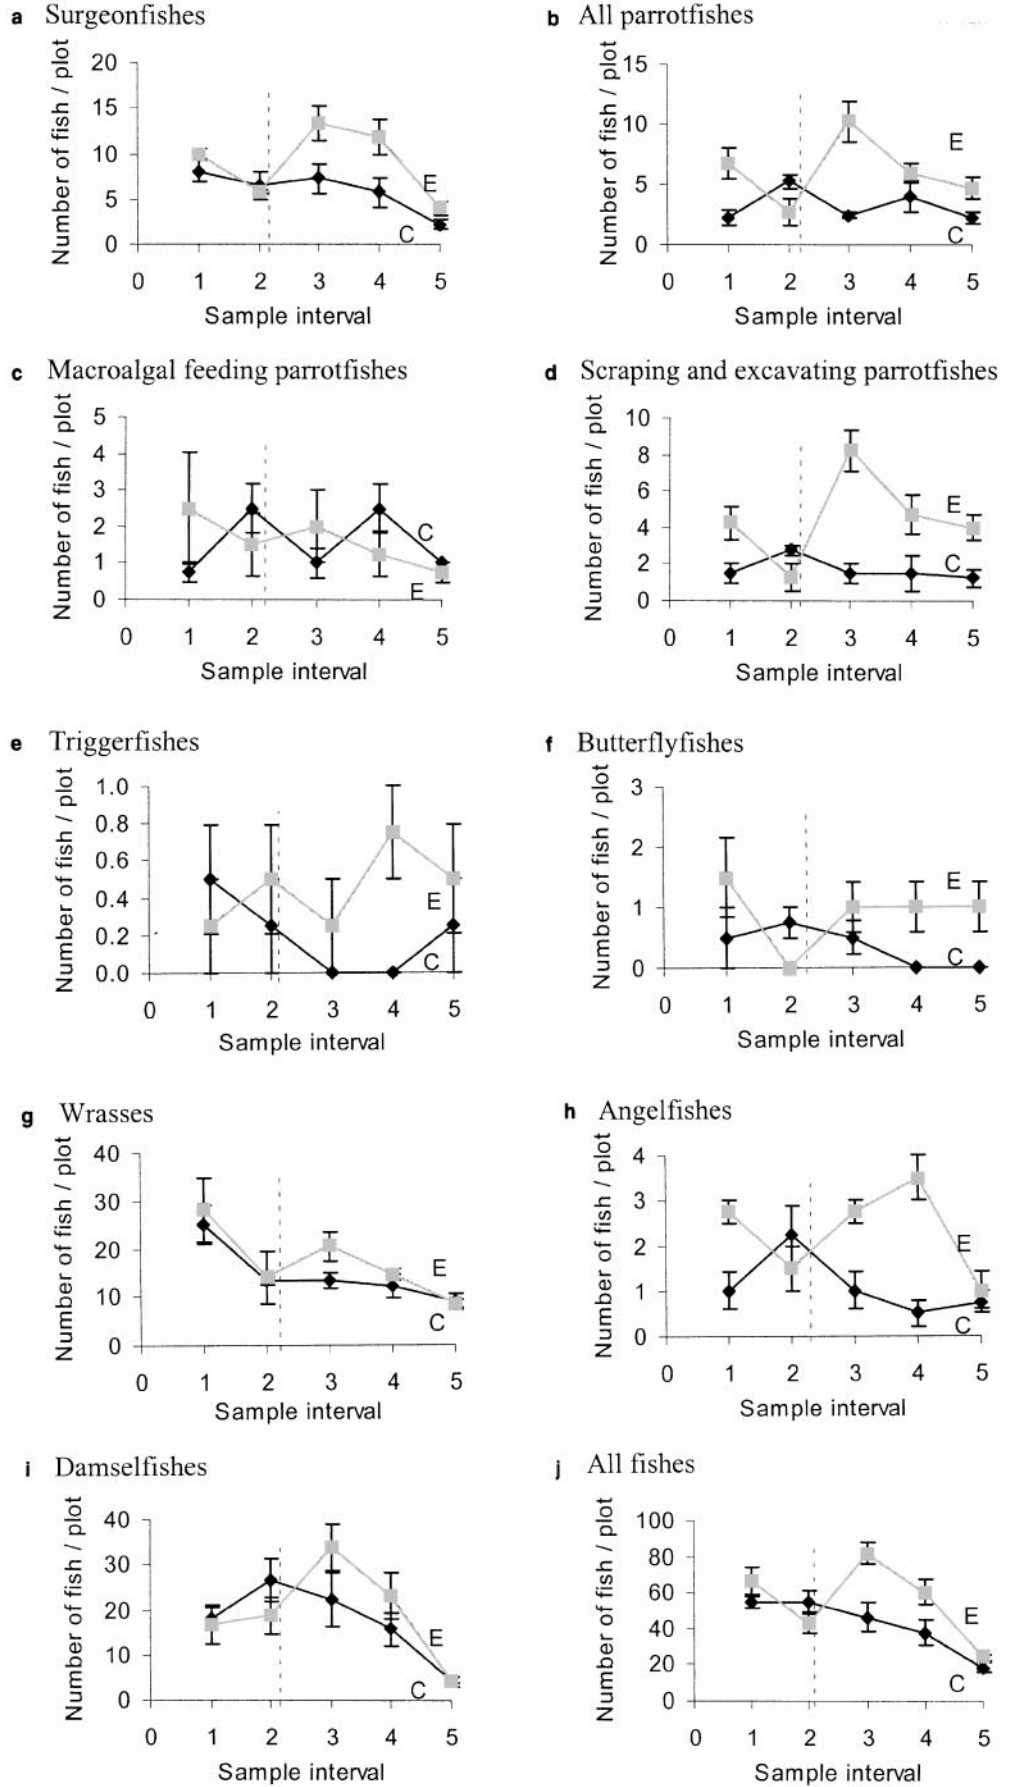 a Surgeonfishes
Number of fish / plot
20
15
10
5
0
E
C
0 1 2 3 4 5
Sample interval
b All parrotfishes
Number of fish / plot
15
10
5
0
E
C
0 1 2 3 4 5
Sample interval
c Macroalgal feeding parrotfishes
Number of fish / plot
5
4
3
2
1
0
C
E
0 1 2 3 4 5
Sample interval
d Scraping and excavating parrotfishes
Number of fish / plot
10
8
6
4
2
0
E
C
0 1 2 3 4 5
Sample interval
e Triggerfishes
Number of fish / plot
1.0
0.8
0.6
0.4
0.2
0.0
E
C
0 1 2 3 4 5
Sample interval
f Butterflyfishes
Number of fish / plot
3
2
1
0
E
C
0 1 2 3 4 5
Sample interval
g Wrasses
Number of fish / plot
40
30
20
10
0
E
C
0 1 2 3 4 5
Sample interval
h Angelfishes
Number of fish / plot
4
3
2
1
0
E
C
0 1 2 3 4 5
Sample interval
i Damselfishes
Number of fish / plot
40
30
20
10
0
E
C
0 1 2 3 4 5
Sample interval
j All fishes
Number of fish / plot
100
80
60
40
20
0
E
C
0 1 2 3 4 5
Sample interval